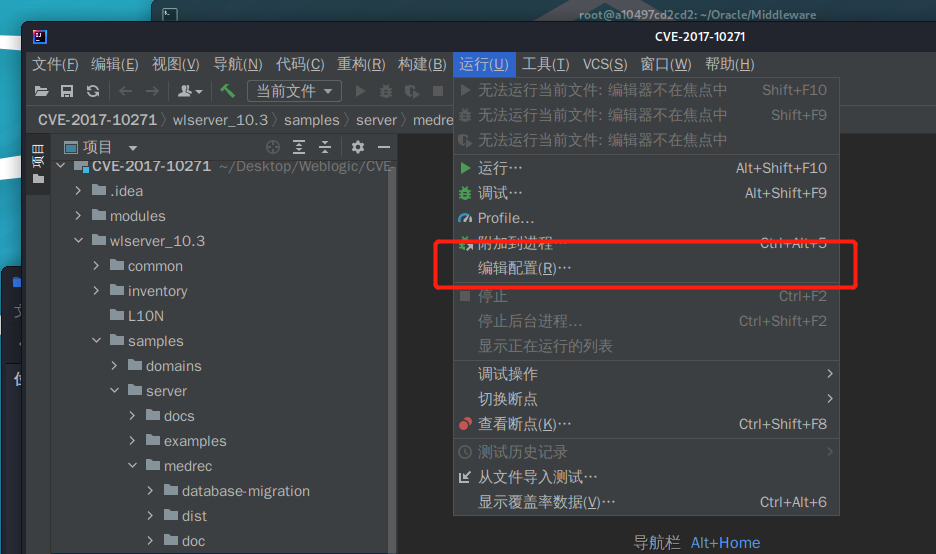 root@a10497cd2cd2: ~/Oracle/Middleware
CVE-2017-10271
文件(F) 编辑(E) 视图(V) 导航(N) 代码(C) 重构(R) 构建(B) 运行(U) 工具(T) VCS(S) 窗口(W) 帮助(H)
当前文件
CVE-2017-10271 〉 wlserver_10.3 〉 samples 〉 server 〉 medre
项目
项目
CVE-2017-10271 ~/Desktop/Weblogic/CVE
.idea
modules
wlserver_10.3
common
inventory
L10N
samples
domains
server
docs
examples
medrec
database-migration
dist
doc
无法运行当前文件: 编辑器不在焦点中 Shift+F10
无法运行当前文件: 编辑器不在焦点中 Shift+F9
无法运行当前文件: 编辑器不在焦点中
运行… Alt+Shift+F10
调试… Alt+Shift+F9
Profile...
附加到进程… Ctrl+Alt+5
编辑配置(R)…
停止 Ctrl+F2
停止后台进程... Ctrl+Shift+F2
显示正在运行的列表
调试操作
切换断点
查看断点(K)… Ctrl+Shift+F8
测试历史记录
从文件导入测试…
显示覆盖率数据(V)… Ctrl+Alt+6
导航栏 Alt+Home